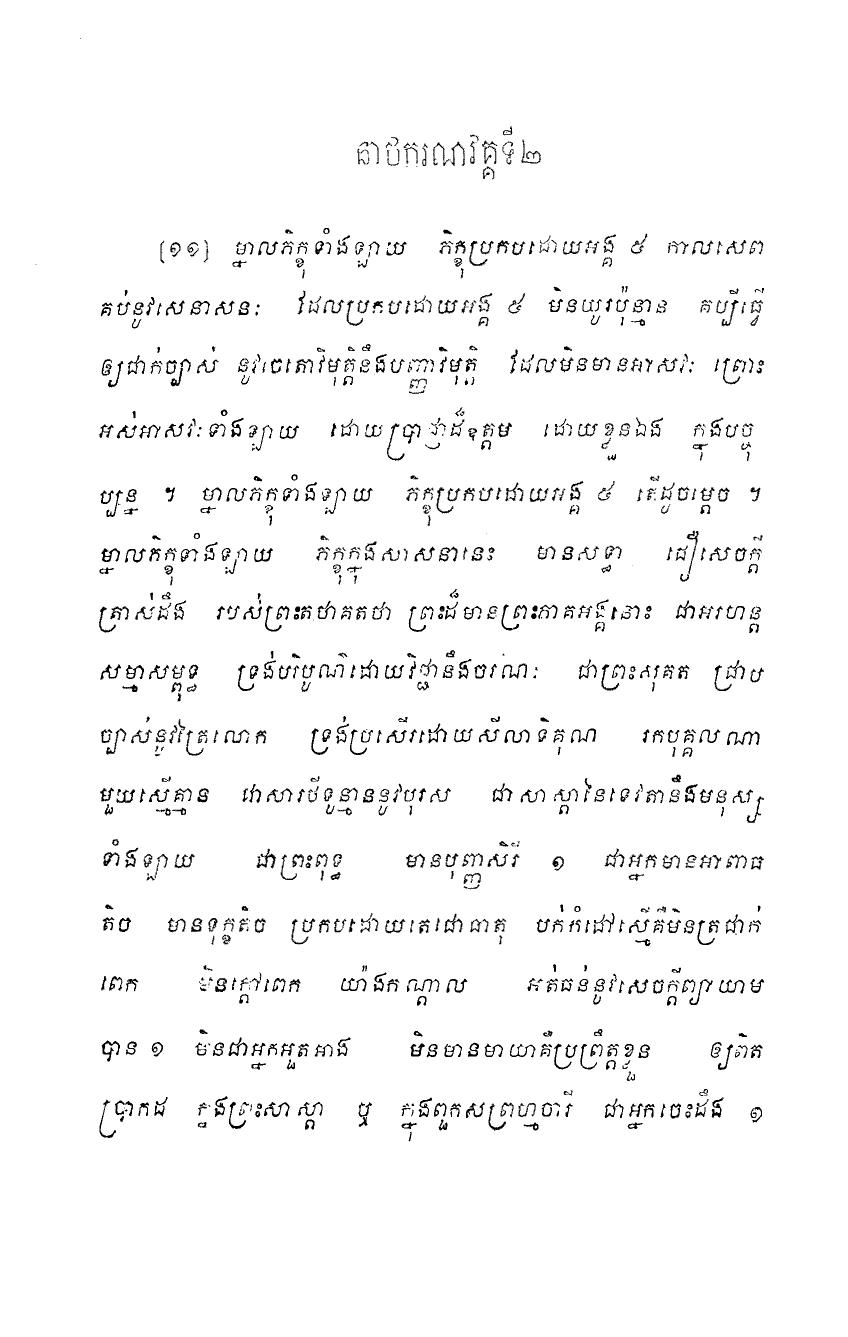 នាថករណវគ្គទី២
[១១] ម្នាលភិក្ខុទាំងឡាយ ភិក្ខុប្រកបដោយអង្គ ៥ កាលសេព
គប់នូវសេនាសនៈ ដែលប្រកបដោយអង្គ ៥ មិនយូរប៉ុន្មាន គប្បីធ្វើ
ឲ្យជាក់ច្បាស់ នូវចេតោវិមុត្តិនឹងបញ្ញាវិមុត្តិ ដែលមិនមានអាសវៈ ព្រោះ
អស់អាសវៈទាំងឡាយ ដោយប្រាជ្ញាដ៏ឧត្តម ដោយខ្លួនឯង ក្នុងបច្ចុ
ប្បន្ន ។ ម្នាលភិក្ខុទាំងឡាយ ភិក្ខុប្រកបដោយអង្គ ៥ តើដូចម្តេច ។
ម្នាលភិក្ខុទាំងឡាយ ភិក្ខុក្នុងសាសនានេះ មានសទ្ធា ជឿសេចក្តី
ត្រាស់ដឹង របស់ព្រះតថាគតថា ព្រះដ៏មានព្រះភាគអង្គនោះ ជាអរហន្ត
សម្មាសម្ពុទ្ធ ទ្រង់បរិបូណ៌ដោយវិជ្ជានឹងចរណៈ ជាព្រះសុគត ជ្រាប
ច្បាស់នូវត្រៃលោក ទ្រង់ប្រសើរដោយសីលាទិគុណ រកបុគ្គលណា
មួយស្មើគ្មាន ជាសារថីទូន្មាននូវបុរស ជាសាស្តានៃទេវតានឹងមនុស្ស
ទាំងឡាយ ជាព្រះពុទ្ធ មានបុញ្ញសិរី ១ ជាអ្នកមានអាពាធ
តិច មានទុក្ខតិច ប្រកបដោយតេជោធាតុ បក់កំដៅស្មើគឺមិនត្រជាក់
ពេក មិនក្តៅពេក យ៉ាងកណ្តាល អត់ធន់នូវសេចក្តីព្យាយាម
បាន ១ មិនជាអ្នកអួតអាង មិនមានមាយាគឺប្រព្រឹត្តខ្លួន ឲ្យពិត
ប្រាកដ ក្នុងព្រះសាស្តា ឬ ក្នុងពួកសព្រហ្មចារី ជាអ្នកចេះដឹង ១